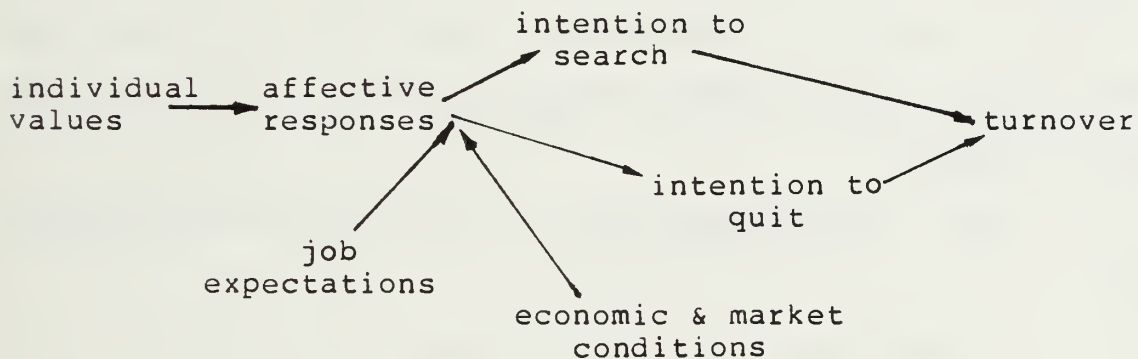 intention to
search
individual
values
affective
responses
turnover
intention to
quit
job
expectations
economic & market
conditions